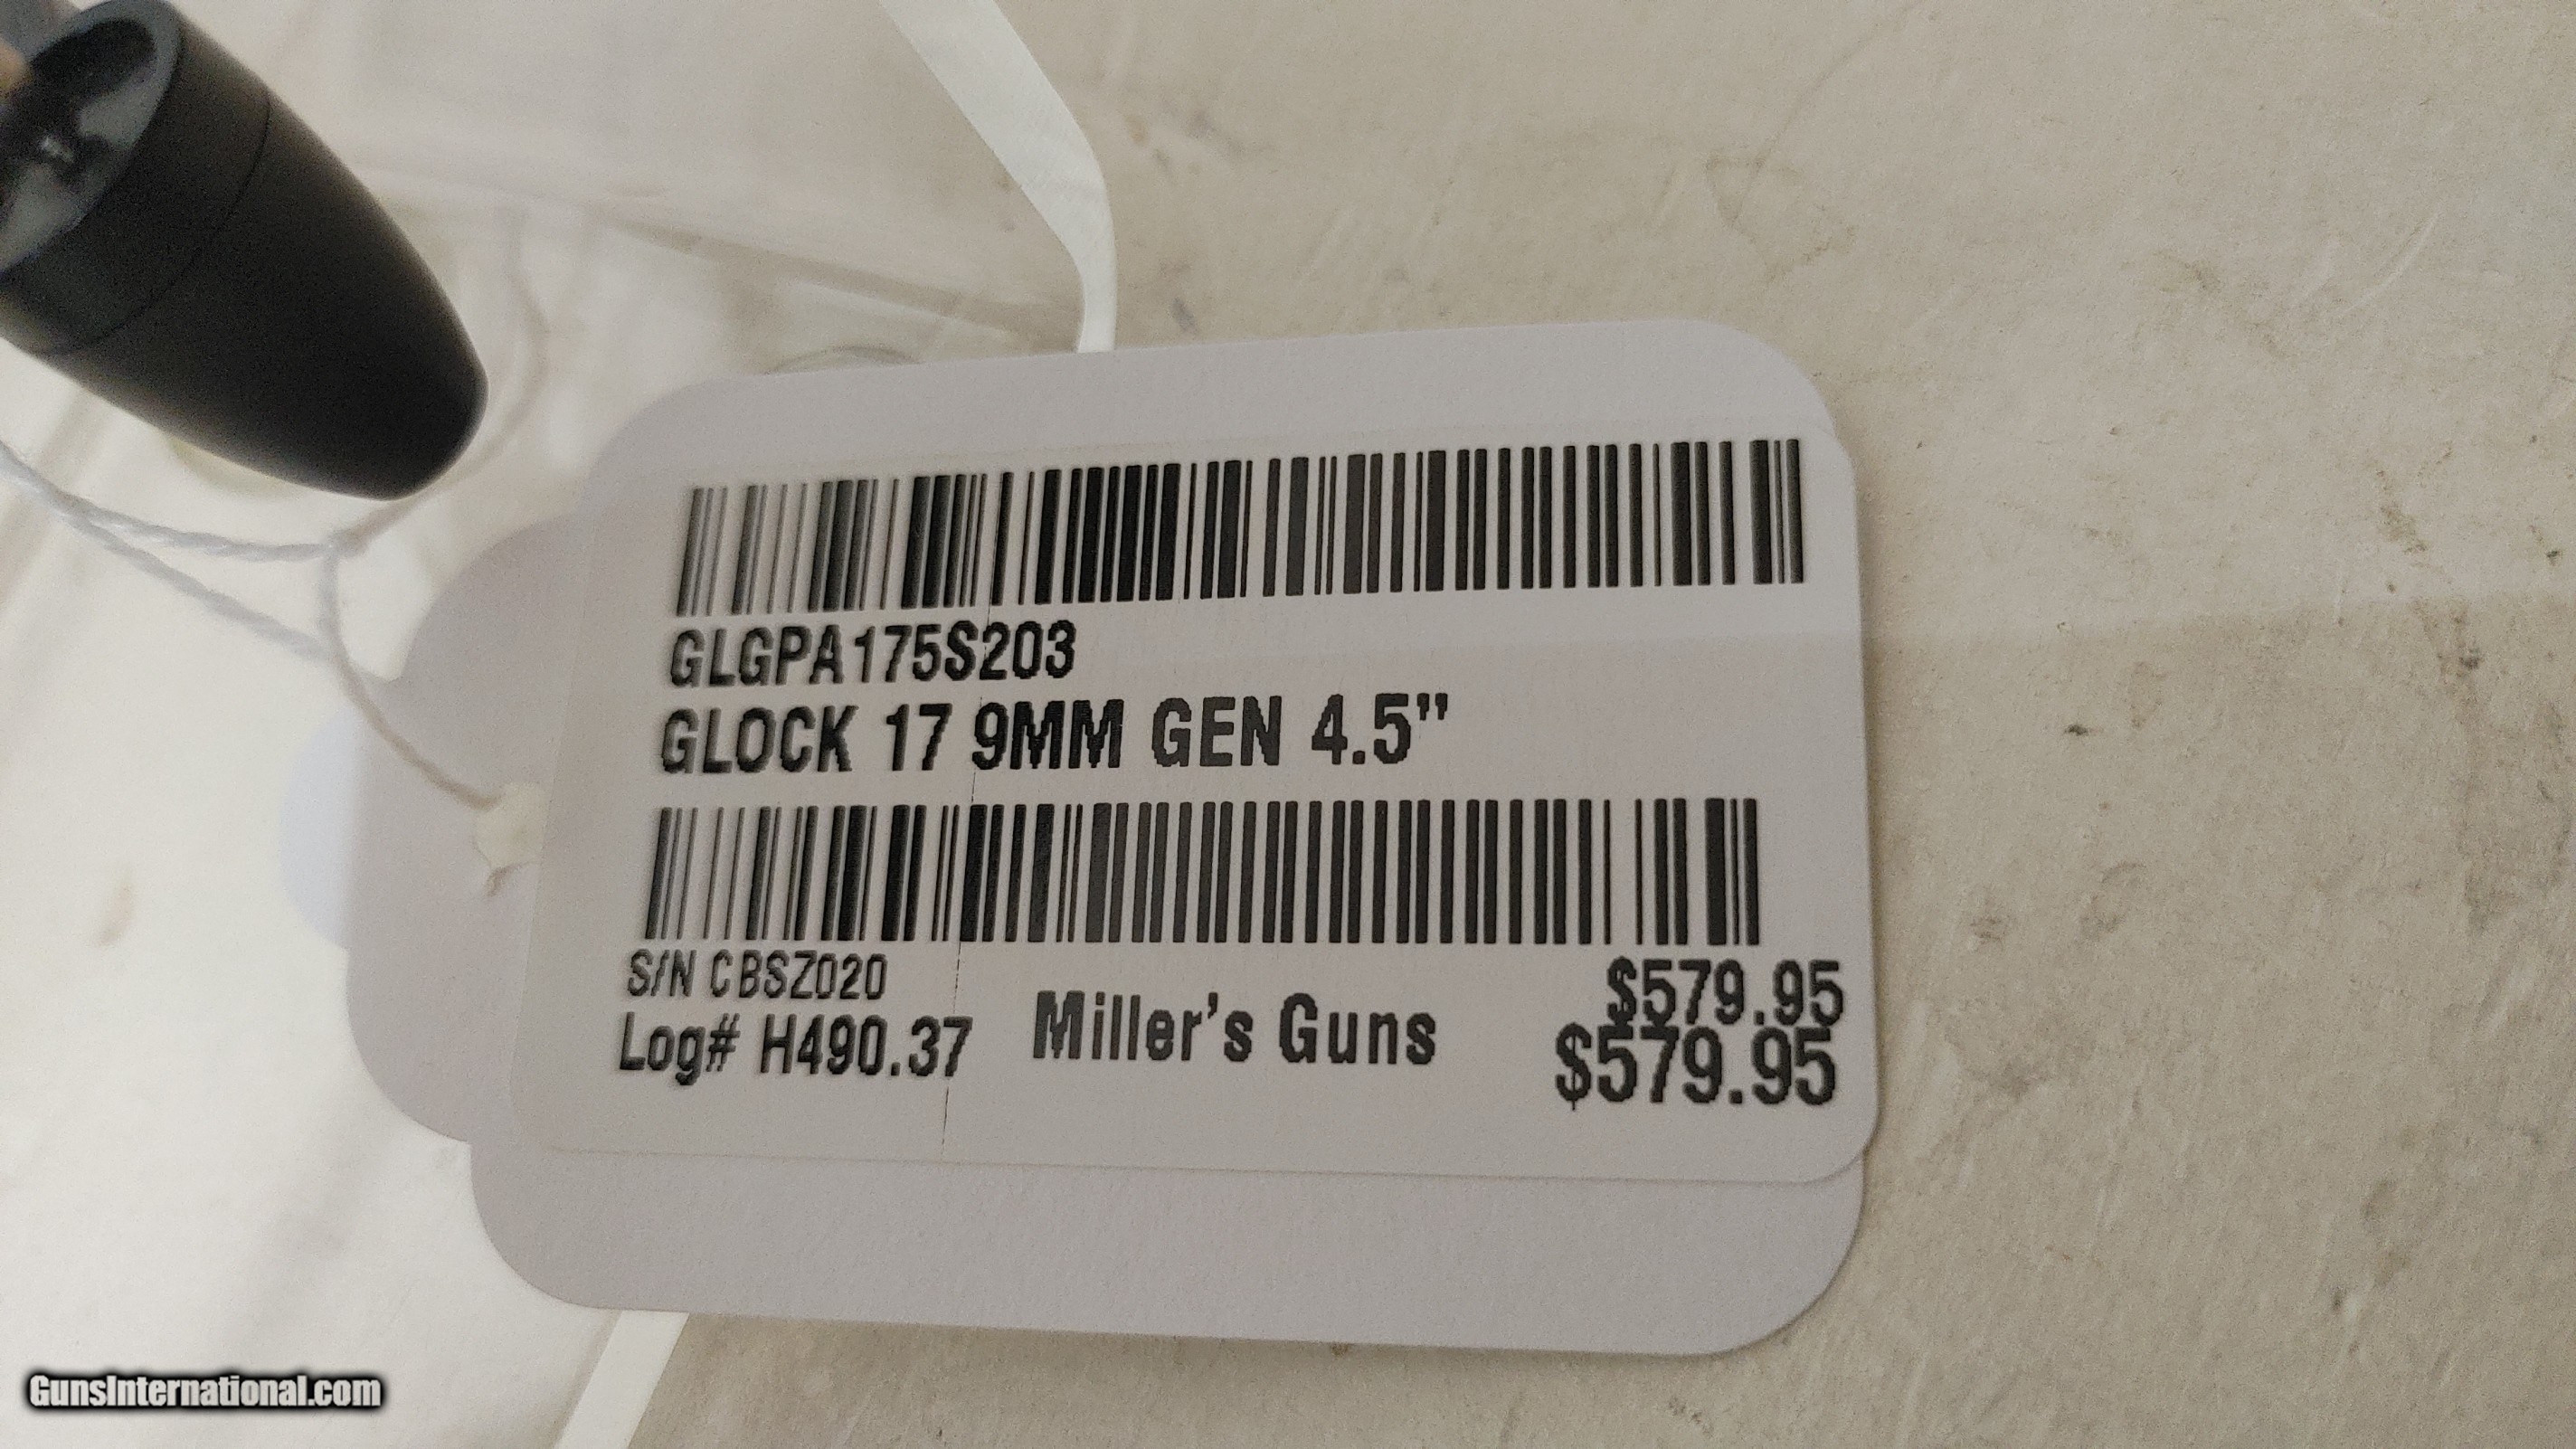 GLGPA175S203
GLOCK 17 9MM GEN 4.5”
S/N CBSZ020
Log# H490.37
Miller's Guns
$579.95
$579.95
GunsInternational.com